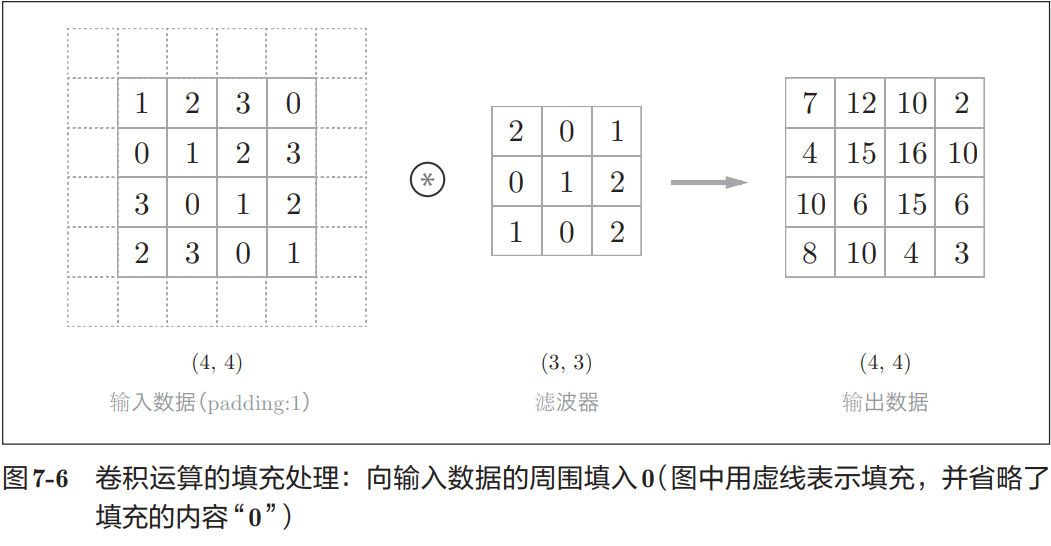 1 2 3 0
0 1 2 3
3 0 1 2
2 3 0 1
(4, 4)
输入数据(padding:1)
*
2 0 1
0 1 2
1 0 2
(3, 3)
滤波器
7 12 10 2
4 15 16 10
10 6 15 6
8 10 4 3
(4, 4)
输出数据
图7-6 卷积运算的填充处理：向输入数据的周围填入0（图中用虚线表示填充，并省略了
填充的内容“0”）